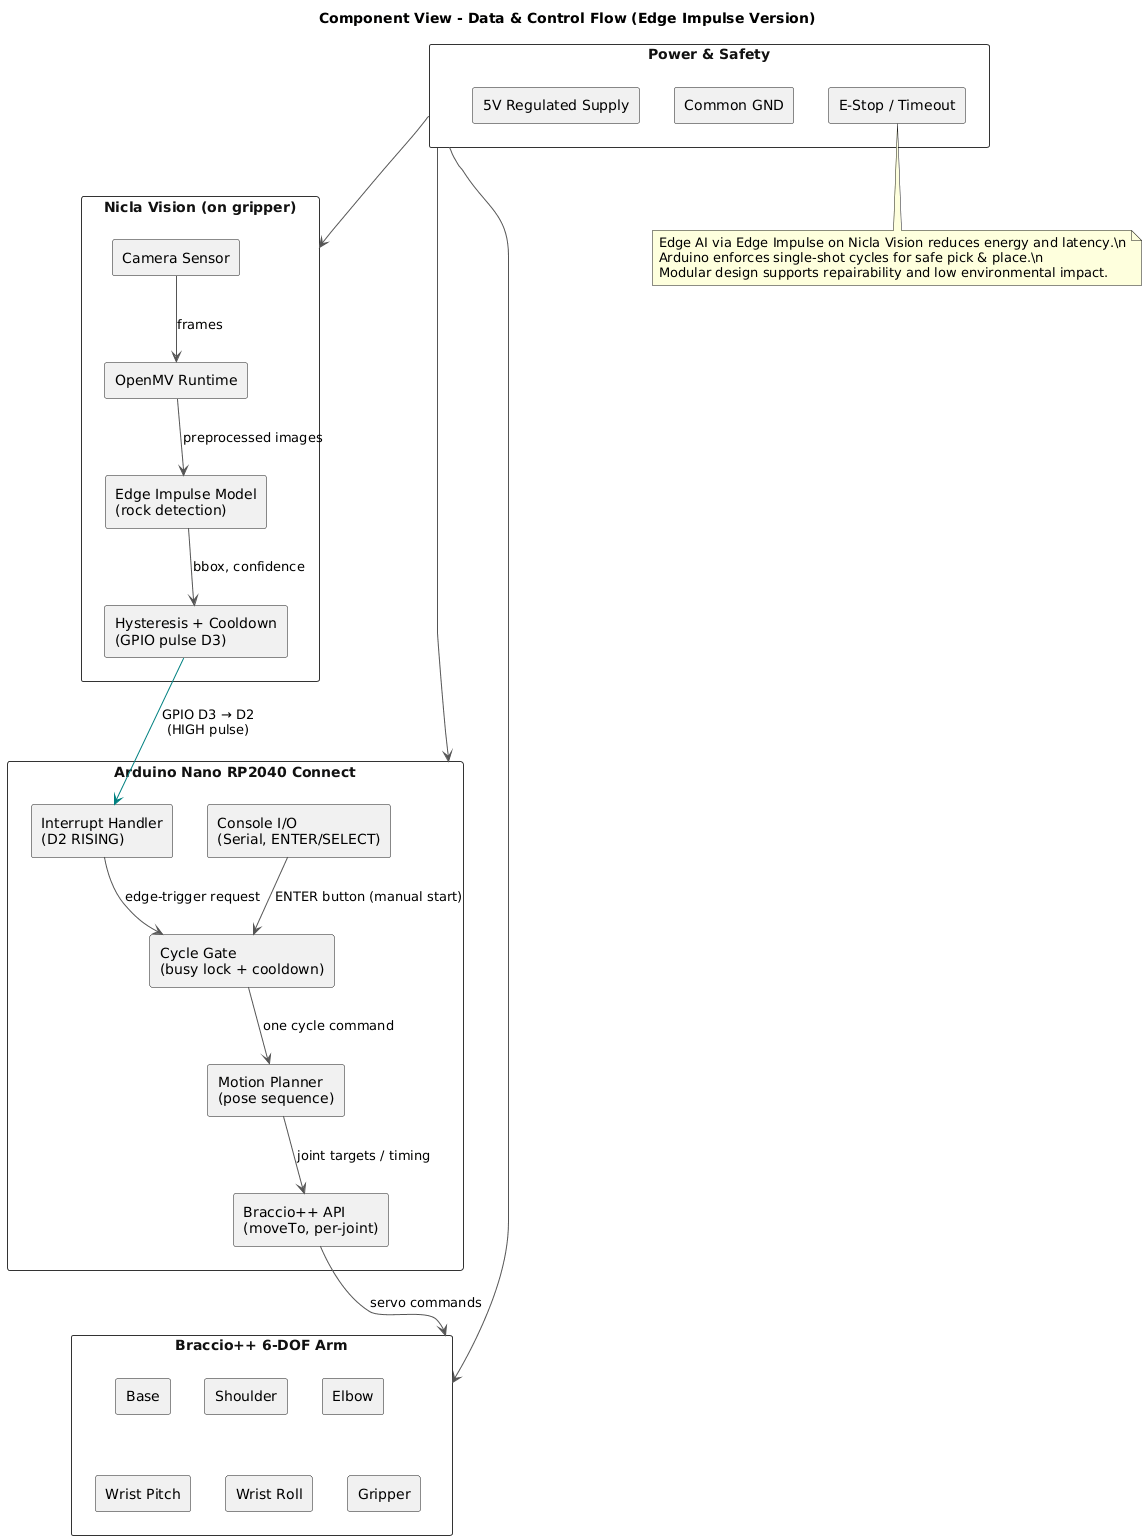 Component View - Data & Control Flow (Edge Impulse Version)
Power & Safety
5V Regulated Supply
Common GND
E-Stop / Timeout
Edge AI via Edge Impulse on Nicla Vision reduces energy and latency.\n
Arduino enforces single-shot cycles for safe pick & place.\n
Modular design supports repairability and low environmental impact.
Nicla Vision (on gripper)
Camera Sensor
frames
OpenMV Runtime
preprocessed images
Edge Impulse Model
(rock detection)
bbox, confidence
Hysteresis + Cooldown
(GPIO pulse D3)
GPIO D3 → D2
(HIGH pulse)
Arduino Nano RP2040 Connect
Interrupt Handler
(D2 RISING)
Console I/O
(Serial, ENTER/SELECT)
edge-trigger request
ENTER button (manual start)
Cycle Gate
(busy lock + cooldown)
one cycle command
Motion Planner
(pose sequence)
joint targets / timing
Braccio++ API
(moveTo, per-joint)
servo commands
Braccio++ 6-DOF Arm
Base
Shoulder
Elbow
Wrist Pitch
Wrist Roll
Gripper